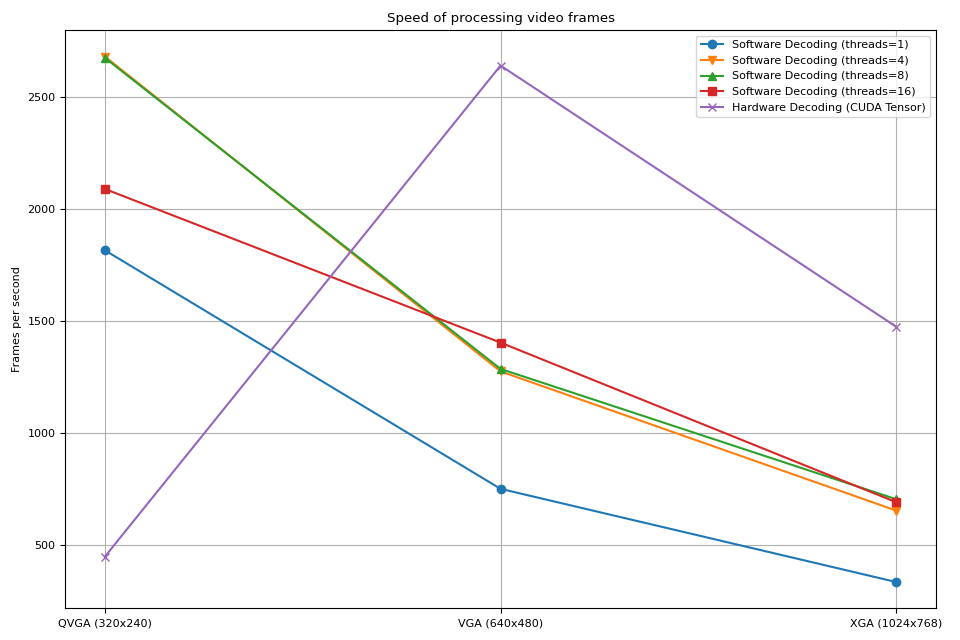 Speed of processing video frames
Software Decoding (threads=1)
Software Decoding (threads=4)
Software Decoding (threads=8)
Software Decoding (threads=16)
Hardware Decoding (CUDA Tensor)
Frames per second
2500
2000
1500
1000
500
QVGA (320x240)
VGA (640x480)
XGA (1024x768)